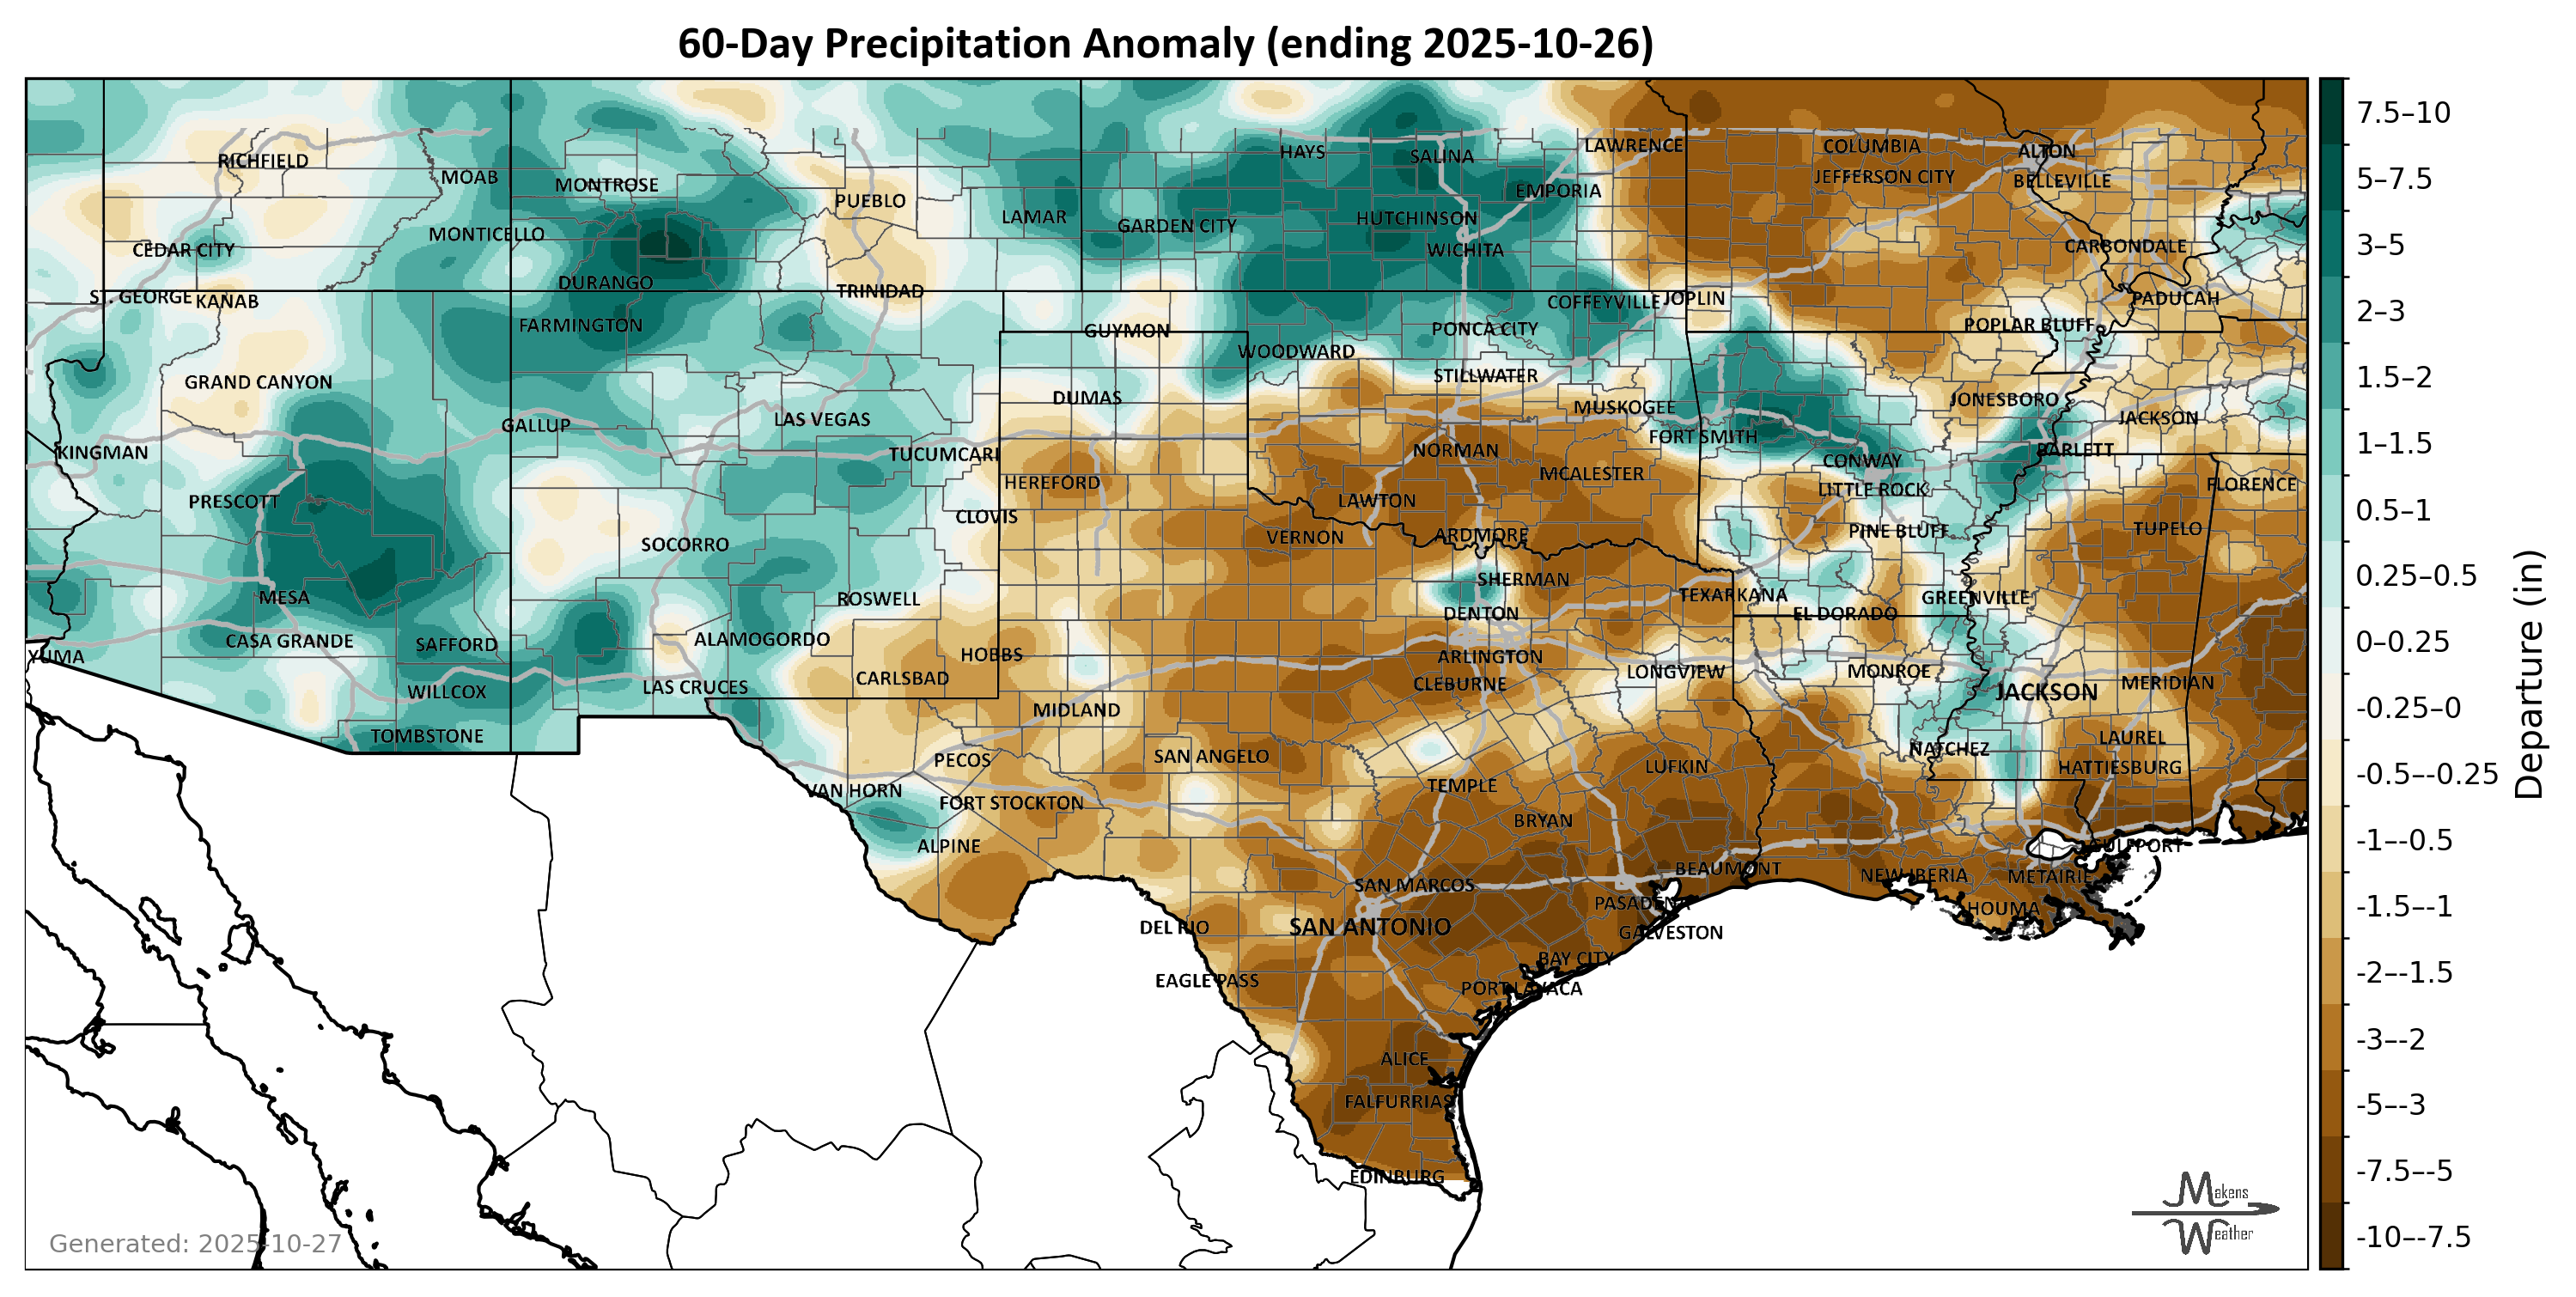 60-Day Precipitation Anomaly (ending 2025-10-26)
HAYS
SALINA
LAWRENCE
COLUMBIA
ALTON
RICHFIELD
MOAB
MONTROSE
EMPORIA
JEFFERSON CITY
BELLEVILLE
PUEBLO
LAMAR
GARDEN CITY
HUTCHINSON
MONTICELLO
CEDAR CITY
WICHITA
CARBONDALE
DURANGO
TRINIDAD
ST. GEORGE
KANAB
COFFEYVILLE
JOPLIN
PADUCAH
FARMINGTON
GUYMON
PONCA CITY
POPLAR BLUFF
WOODWARD
GRAND CANYON
STILLWATER
DUMAS
MUSKOGEE
JONESBORO
GALLUP
LAS VEGAS
JACKSON
FORT SMITH
KINGMAN
TUCUMCARI
NORMAN
BARLETT
CONWAY
HEREFORD
MCALESTER
FLORENCE
PRESCOTT
LAWTON
LITTLE ROCK
CLOVIS
TUPELO
SOCORRO
VERNON
ARDMORE
PINE BLUFF
SHERMAN
MESA
ROSWELL
TEXARKANA
GREENVILLE
DENTON
EL DORADO
CASA GRANDE
SAFFORD
ALAMOGORDO
YUMA
HOBBS
ARLINGTON
CARLSBAD
LONGVIEW
MONROE
WILLCOX
LAS CRUCES
CLEBURNE
JACKSON
MERIDIAN
MIDLAND
TOMBSTONE
LAUREL
PECOS
SAN ANGELO
NATCHEZ
LUFKIN
HATTIESBURG
VAN HORN
TEMPLE
FORT STOCKTON
BRYAN
ALPINE
GULFPORT
BEAUMONT
NEW IBERIA
METAIRIE
SAN MARCOS
PASADENA
HOUMA
DEL RIO
SAN ANTONIO
GALVESTON
BAY CITY
EAGLE PASS
PORT LAVACA
ALICE
FALFURRIAS
EDINBURG
7.5–10
5–7.5
3–5
2–3
1.5–2
1–1.5
0.5–1
0.25–0.5
0–0.25
-0.25–0
-0.5–-0.25
-1–-0.5
-1.5–-1
-2–-1.5
-3–-2
-5–-3
-7.5–-5
-10–-7.5
Departure (in)
Generated: 2025-10-27
Makens
Weather